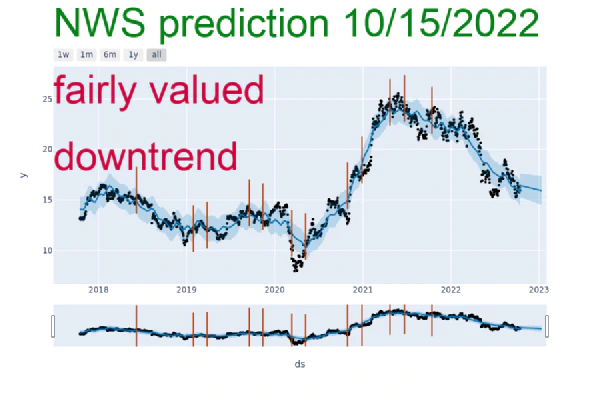 NWS prediction 10/15/2022
1w 1m 6m 1y all
fairly valued
downtrend
25
20
15
10
y
2018 2019 2020 2021 2022 2023
ds